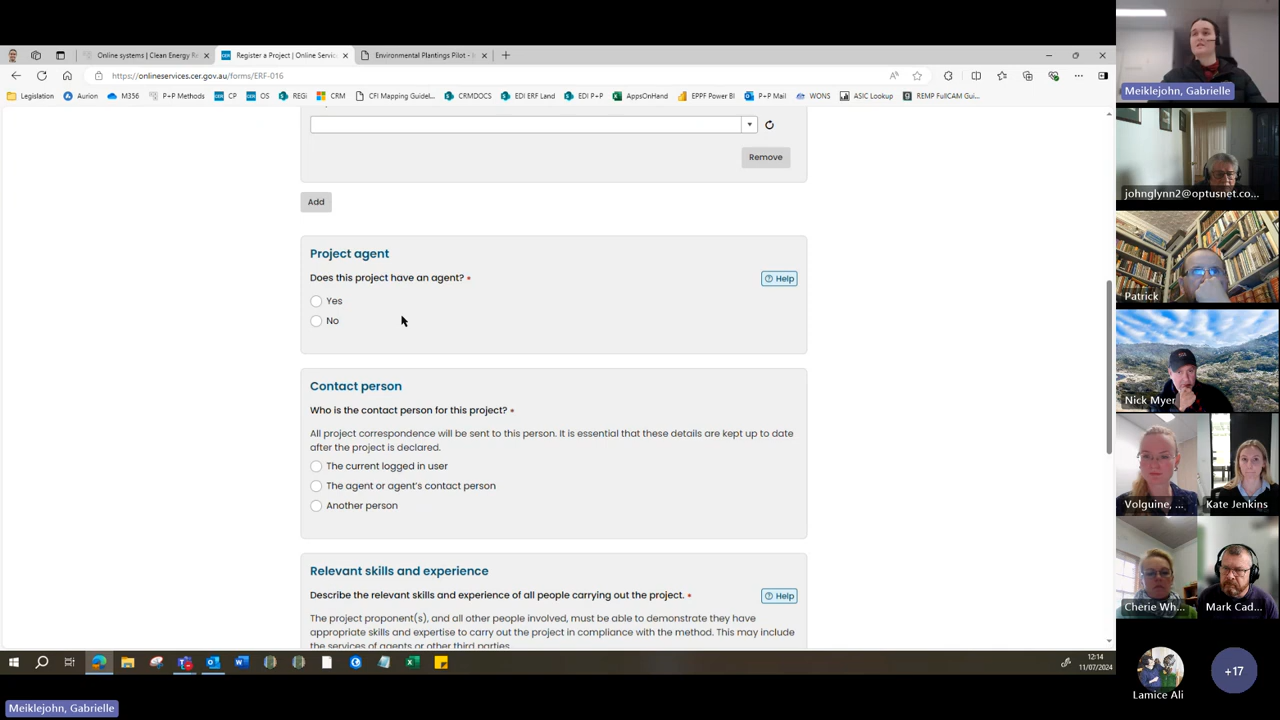 Online systems | Clean Energy Re
Register a Project | Online Servic
Environmental Plantings Pilot -
https://onlineservices.cer.gov.au/forms/ERF-016
Legislation
Aurion
M356
P+P Methods
CP
OS
REGI
CRM
CFI Mapping Guidel...
CRMDOCS
EDI ERF Land
EDI P+P
AppsOnHand
EPPF Power BI
P+P Mail
WONS
ASIC Lookup
REMP FullCAM Gui...
Remove
Add
Project agent
Does this project have an agent? *
Help
Yes
No
Contact person
Who is the contact person for this project? *
All project correspondence will be sent to this person. It is essential that these details are kept up to date
after the project is declared.
The current logged in user
The agent or agent's contact person
Another person
Relevant skills and experience
Describe the relevant skills and experience of all people carrying out the project. *
Help
The project proponent(s), and all other people involved, must be able to demonstrate they have
appropriate skills and expertise to carry out the project in compliance with the method. This may include
the services of agents or other third parties.
12:14
11/07/2024
Meiklejohn, Gabrielle
Meiklejohn, Gabrielle
johnglynn2@optusnet.co...
Patrick
Nick Myer
Volguine, ...
Kate Jenkins
Cherie Wh...
Mark Cad...
Lamice Ali
+17